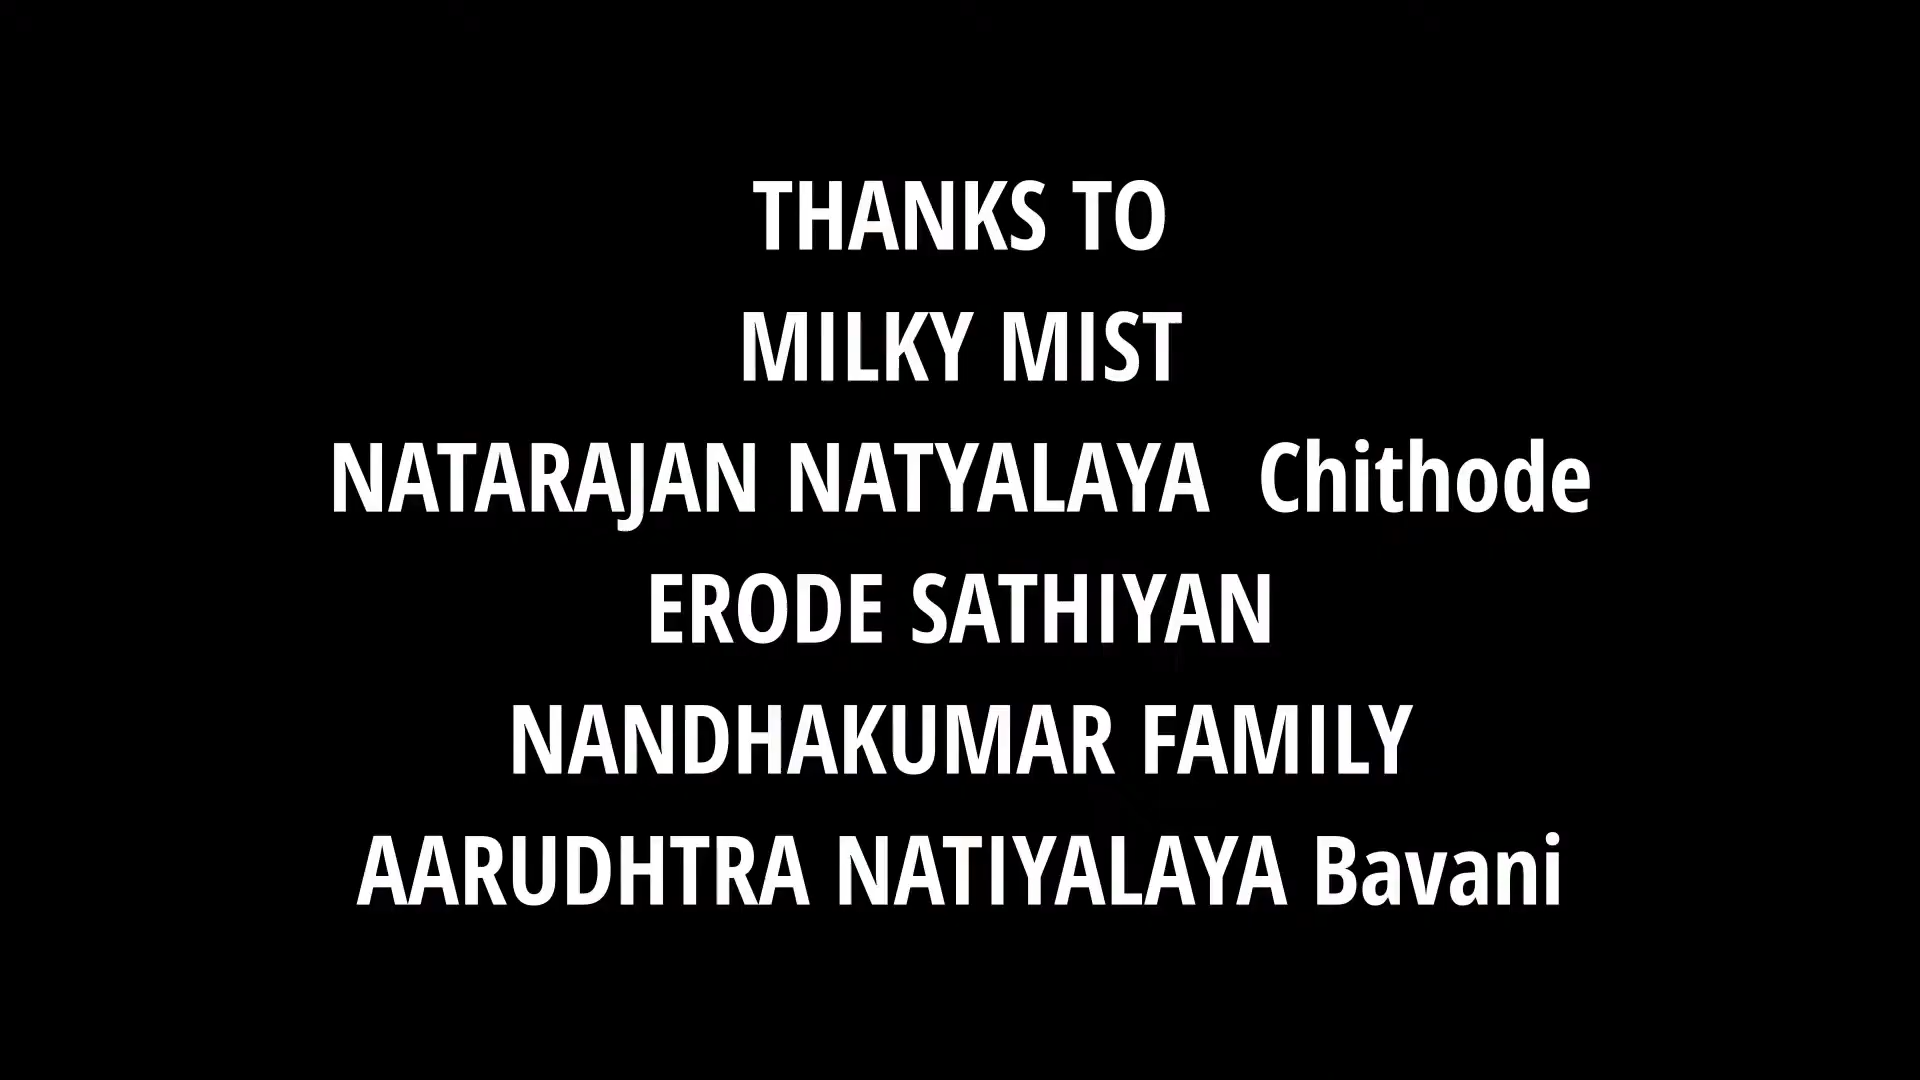 THANKS TO
MILKY MIST
NATARAJAN NATYALAYA  Chithode
ERODE SATHIYAN
NANDHAKUMAR FAMILY
AARUDHTRA NATIYALAYA Bavani